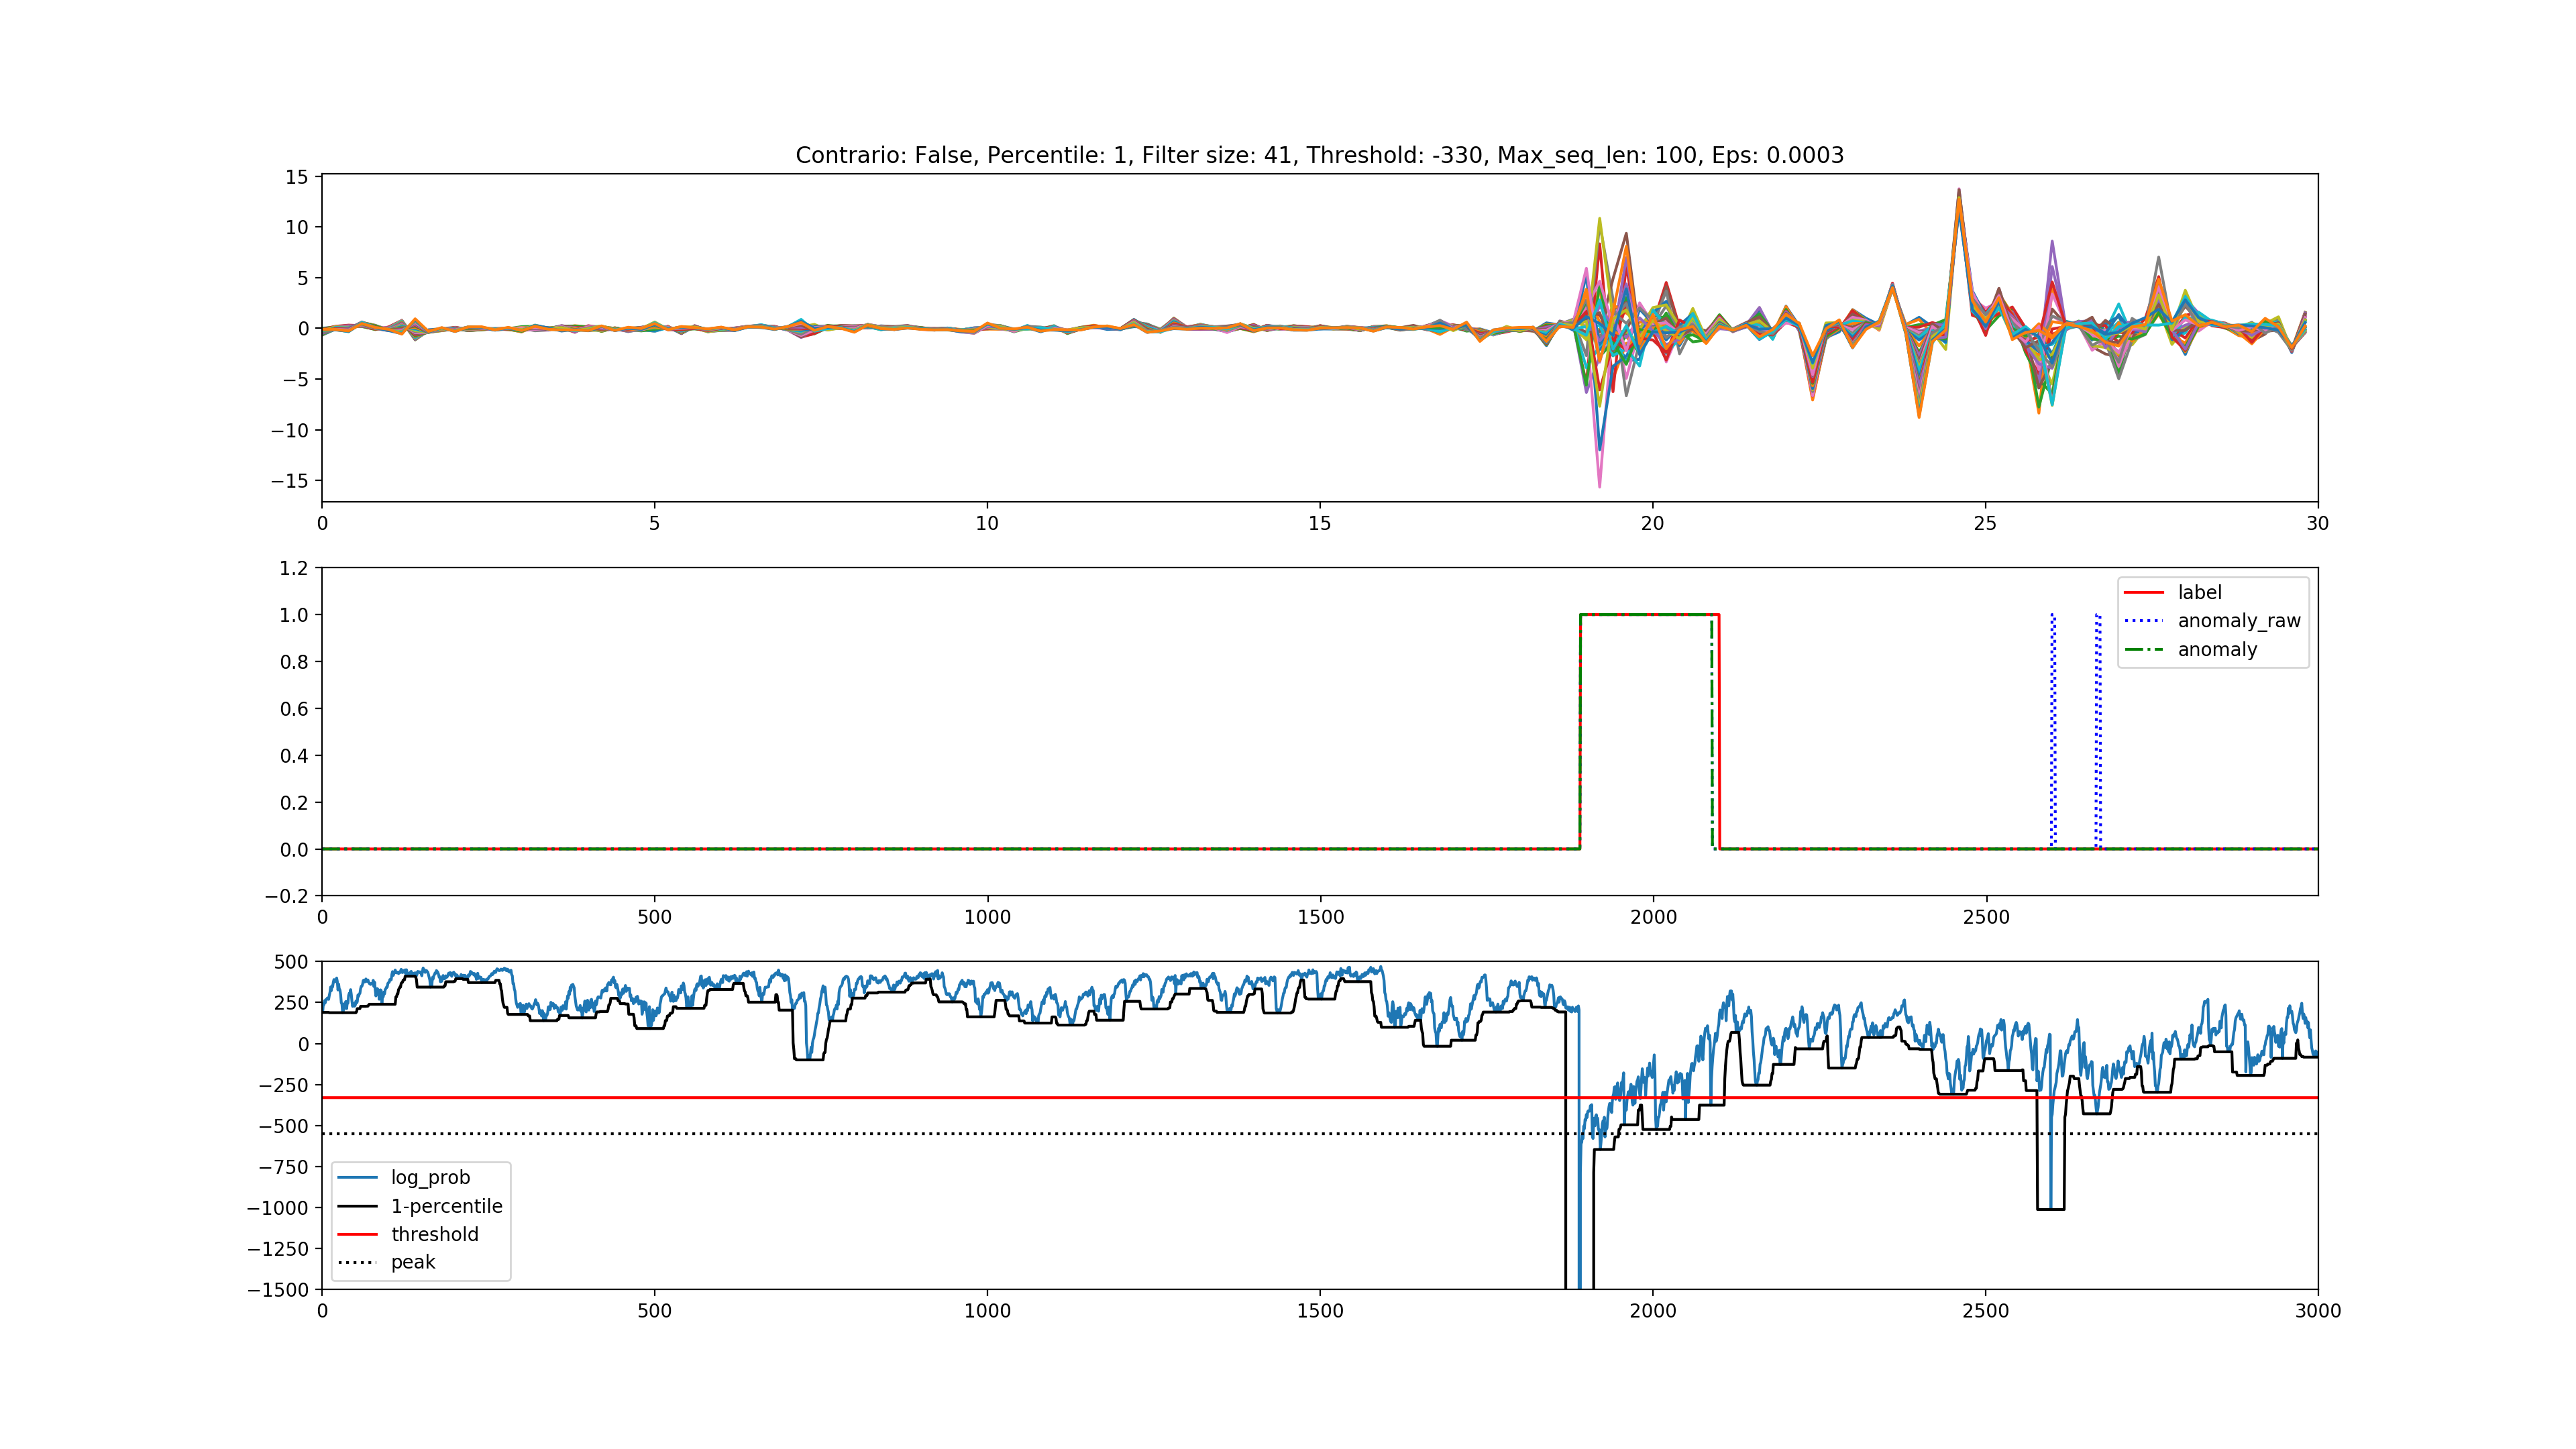 Contrario: False, Percentile: 1, Filter size: 41, Threshold: -330, Max_seq_len: 100, Eps: 0.0003
15
10
5
0
−5
−10
−15
0 5 10 15 20 25 30
1.2
1.0
0.8
0.6
0.4
0.2
0.0
−0.2
label
anomaly_raw
anomaly
0 500 1000 1500 2000 2500
500
250
0
−250
−500
−750
−1000
−1250
−1500
log_prob
1-percentile
threshold
peak
0 500 1000 1500 2000 2500 3000